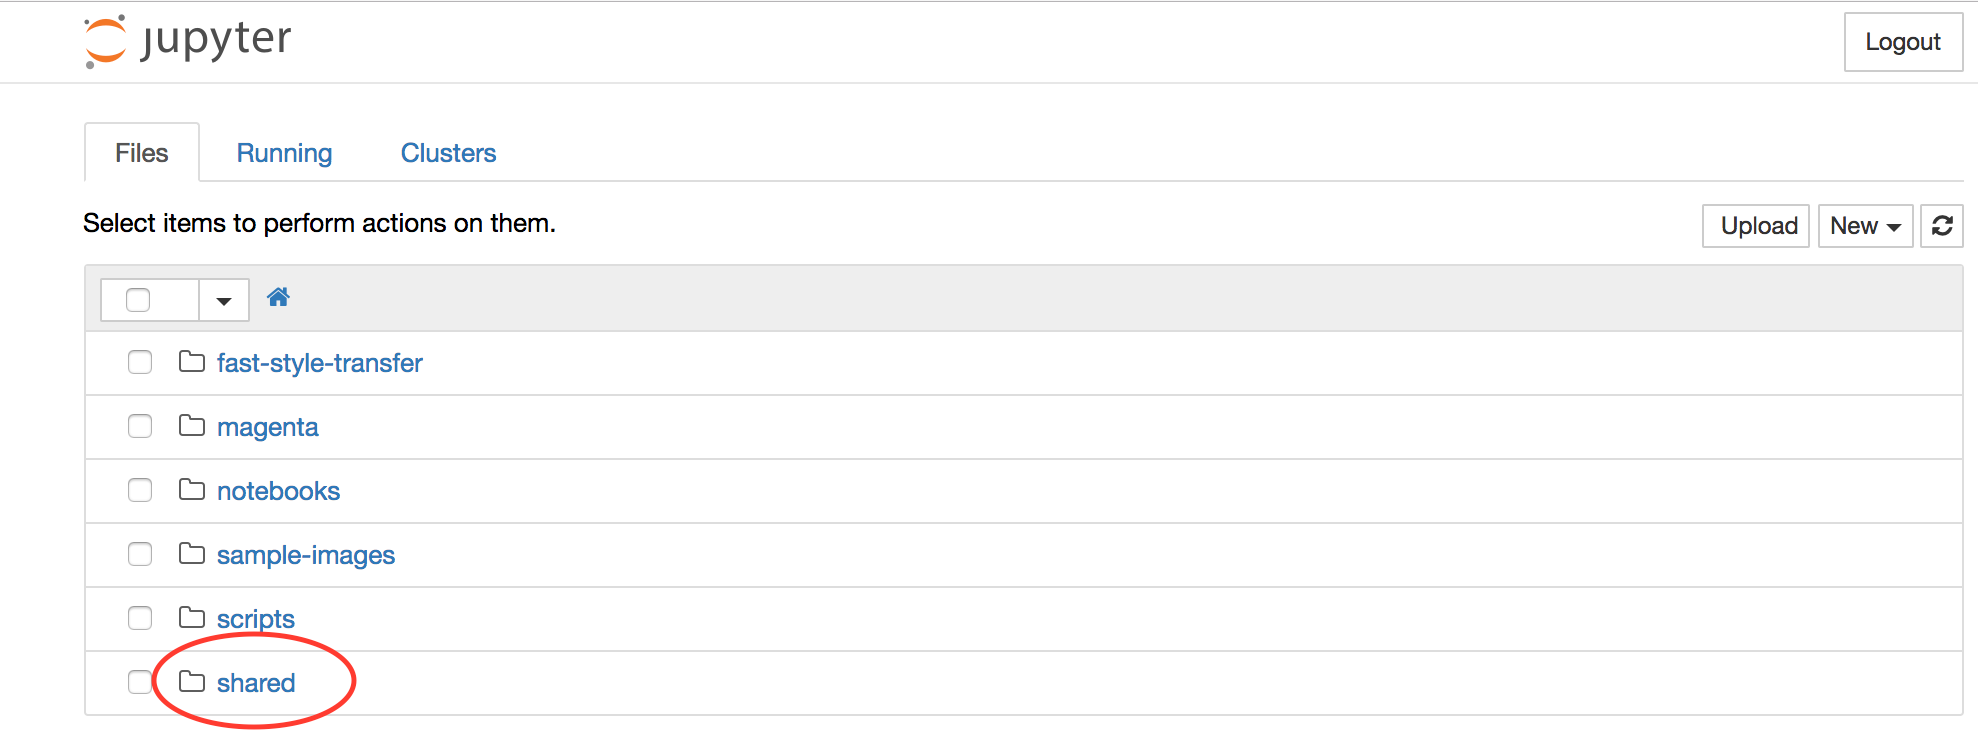 jupyter
Logout
Files Running Clusters
Select items to perform actions on them.
Upload New
fast-style-transfer
magenta
notebooks
sample-images
scripts
shared